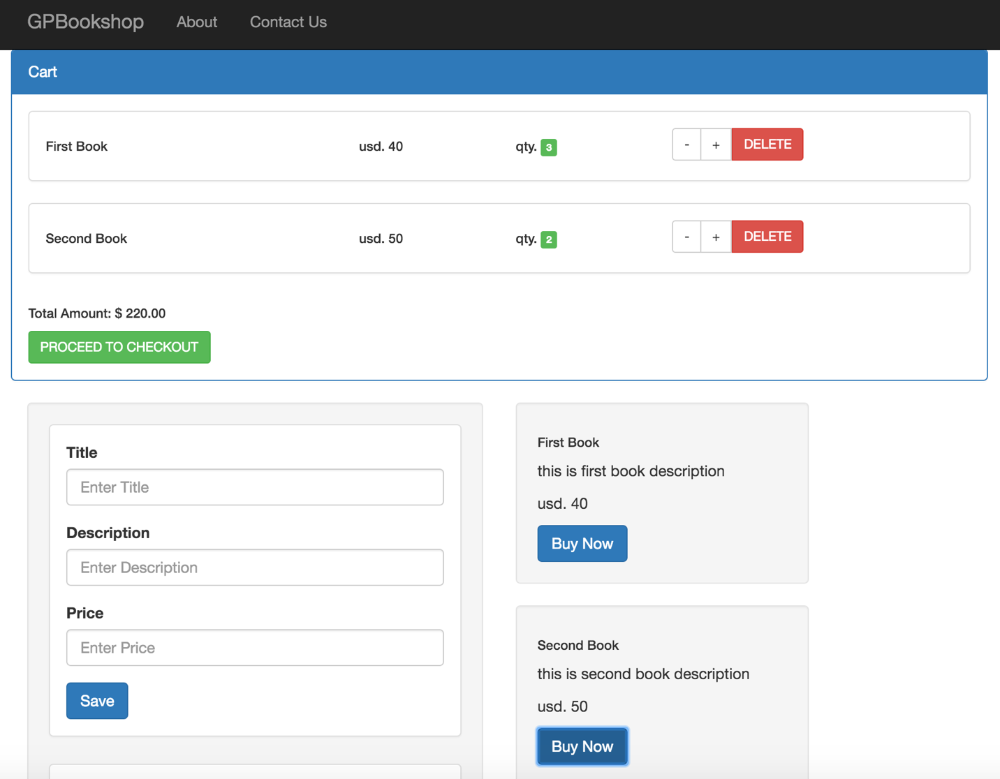 GPBookshop About Contact Us
Cart
First Book usd. 40 qty. 3 - + DELETE
Second Book usd. 50 qty. 2 - + DELETE
Total Amount: $ 220.00
PROCEED TO CHECKOUT
Title
Enter Title
Description
Enter Description
Price
Enter Price
Save
First Book
this is first book description
usd. 40
Buy Now
Second Book
this is second book description
usd. 50
Buy Now